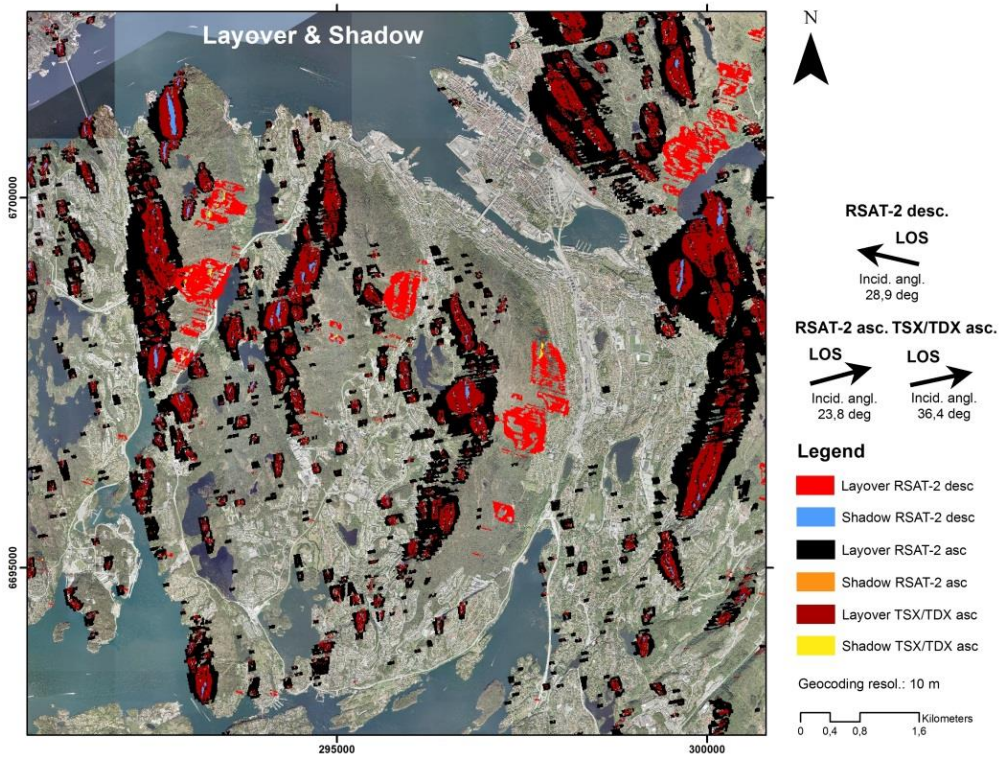 Layover & Shadow
N
6700000
6695000
295000
300000
RSAT-2 desc.
LOS
Incid. angl.
28,9 deg
RSAT-2 asc. TSX/TDX asc.
LOS LOS
Incid. angl. Incid. angl.
23,8 deg 36,4 deg
Legend
Layover RSAT-2 desc
Shadow RSAT-2 desc
Layover RSAT-2 asc
Shadow RSAT-2 asc
Layover TSX/TDX asc
Shadow TSX/TDX asc
Geocoding resol.: 10 m
Kilometers
0 0,4 0,8 1,6